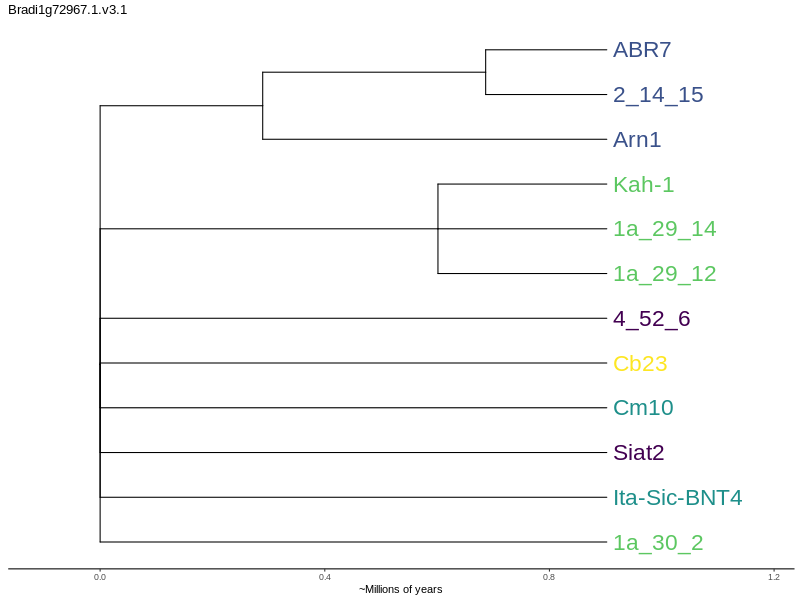 Bradi1g72967.1.v3.1
ABR7
2_14_15
Arn1
Kah-1
1a_29_14
1a_29_12
4_52_6
Cb23
Cm10
Siat2
Ita-Sic-BNT4
1a_30_2
0.0 0.4 0.8 1.2
~Millions of years